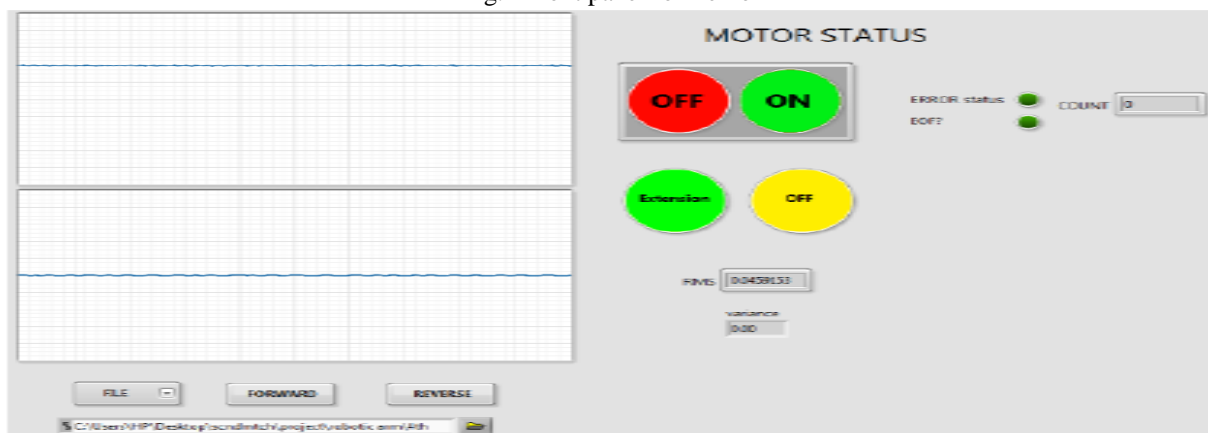 MOTOR STATUS
OFF ON
ERROR status
COUNT 0
EOF?
Extension OFF
RMS 0.0459153
variance
0.00
FILE FORWARD REVERSE